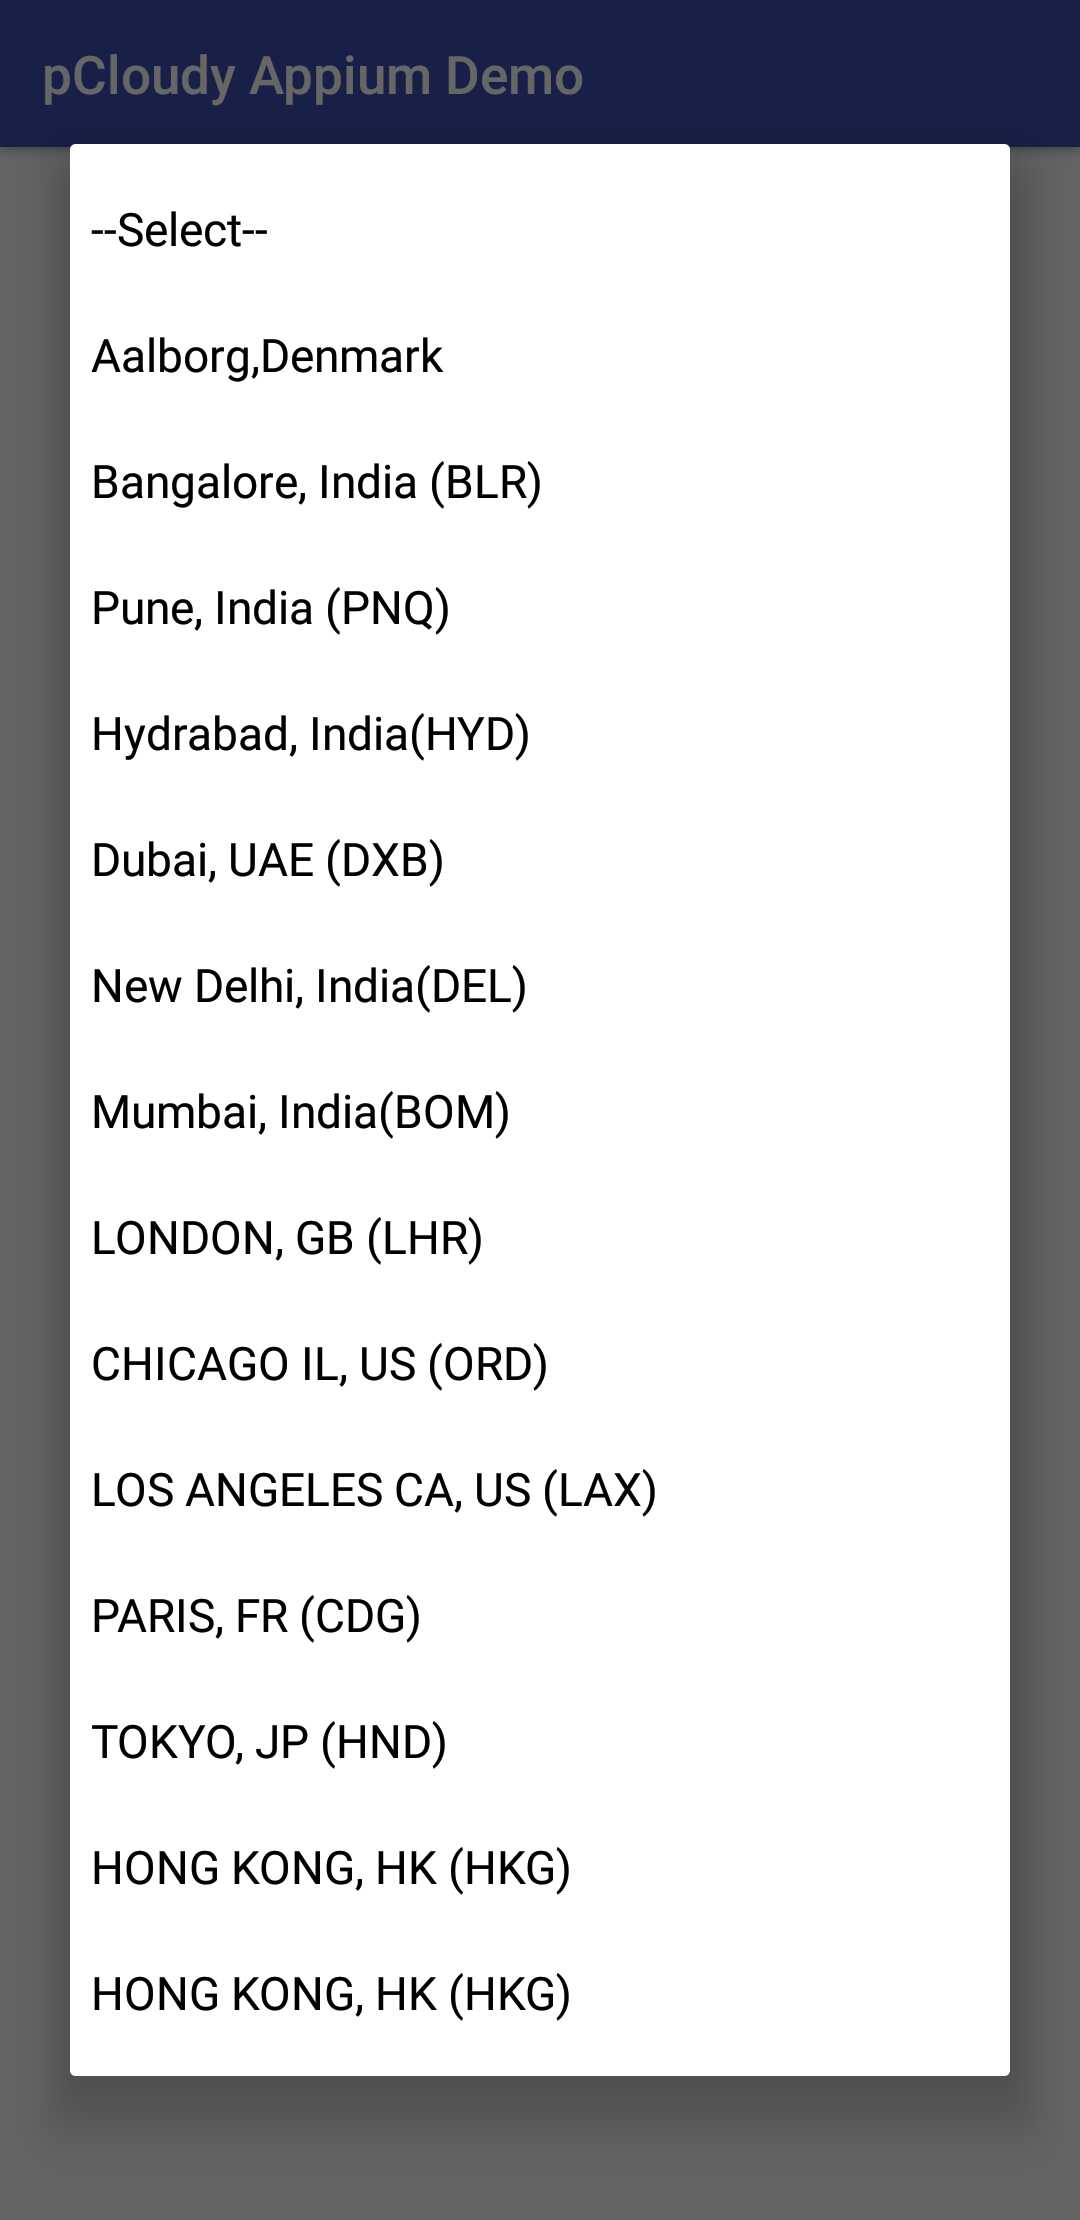 pCloudy Appium Demo
--Select--
Aalborg,Denmark
Bangalore, India (BLR)
Pune, India (PNQ)
Hydrabad, India(HYD)
Dubai, UAE (DXB)
New Delhi, India(DEL)
Mumbai, India(BOM)
LONDON, GB (LHR)
CHICAGO IL, US (ORD)
LOS ANGELES CA, US (LAX)
PARIS, FR (CDG)
TOKYO, JP (HND)
HONG KONG, HK (HKG)
HONG KONG, HK (HKG)